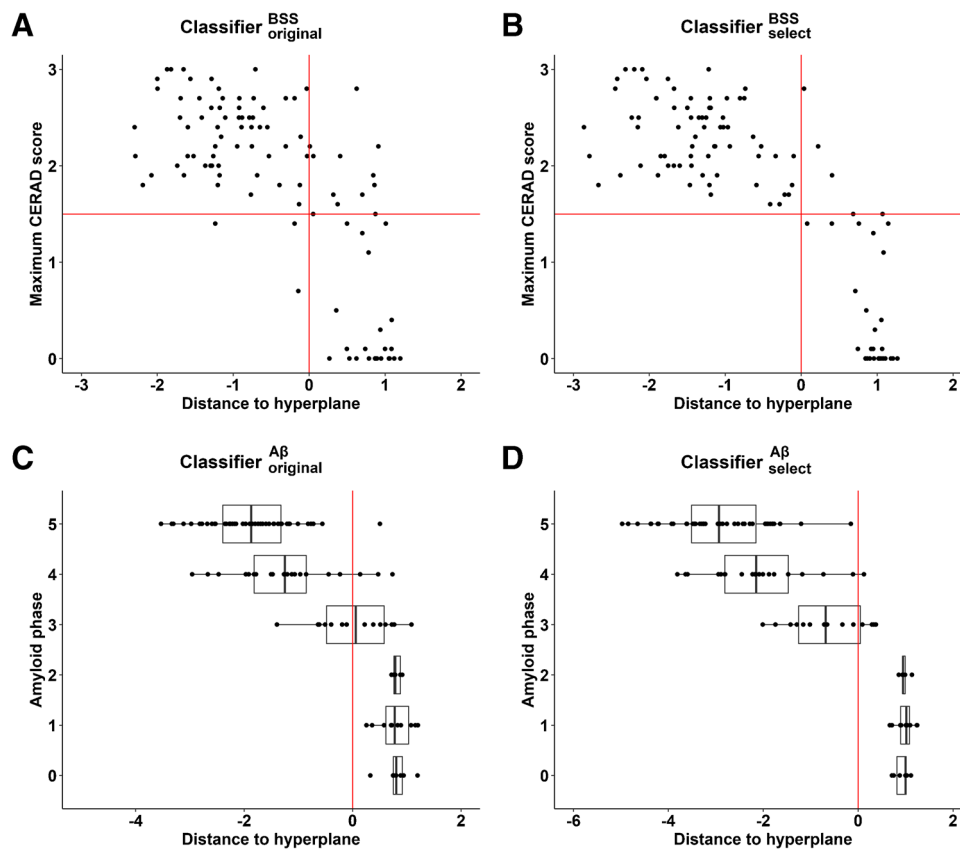 A
Classifier BSS original
Maximum CERAD score
3
2
1
0
-3 -2 -1 0 1 2
Distance to hyperplane
B
Classifier BSS select
Maximum CERAD score
3
2
1
0
-3 -2 -1 0 1 2
Distance to hyperplane
C
Classifier Aβ original
Amyloid phase
5
4
3
2
1
0
-4 -2 0 2
Distance to hyperplane
D
Classifier Aβ select
Amyloid phase
5
4
3
2
1
0
-6 -4 -2 0 2
Distance to hyperplane